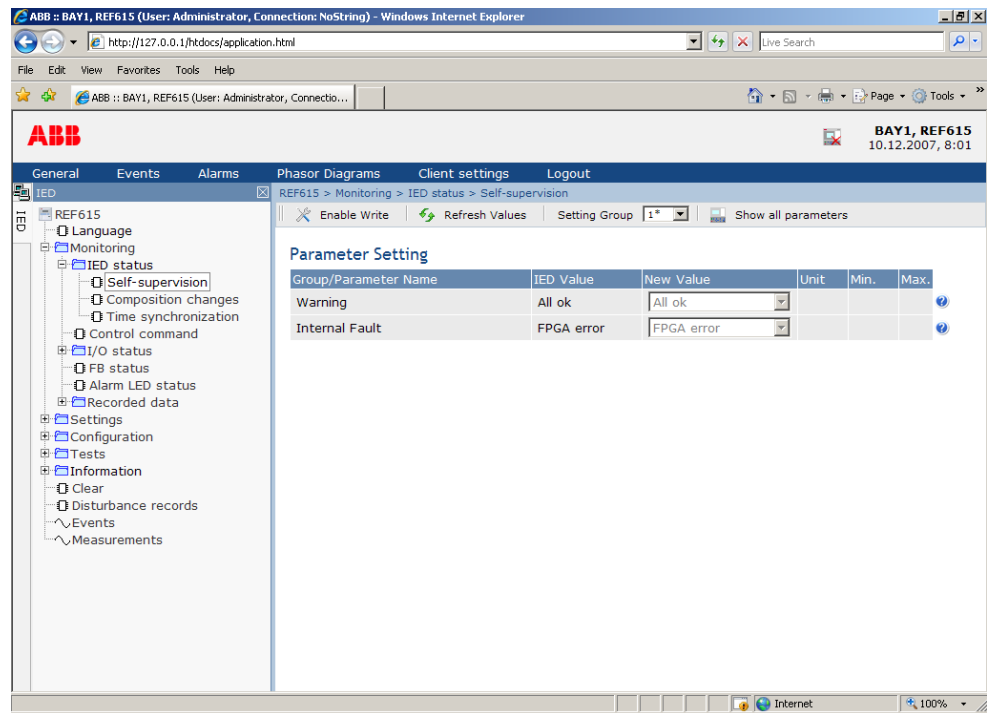 ABB :: BAY1, REF615 (User: Administrator, Connection: NoString) - Windows Internet Explorer
http://127.0.0.1/htdocs/application.html
Live Search
File Edit View Favorites Tools Help
ABB :: BAY1, REF615 (User: Administrator, Connectio...
Page Tools
ABB
BAY1, REF615
10.12.2007, 8:01
General Events Alarms Phasor Diagrams Client settings Logout
IED
REF615 > Monitoring > IED status > Self-supervision
IED
Enable Write Refresh Values Setting Group 1* Show all parameters
REF615
Language
Monitoring
IED status
Self-supervision
Composition changes
Time synchronization
Control command
I/O status
FB status
Alarm LED status
Recorded data
Settings
Configuration
Tests
Information
Clear
Disturbance records
Events
Measurements
Parameter Setting
Group/Parameter Name IED Value New Value Unit Min. Max.
Warning All ok All ok
Internal Fault FPGA error FPGA error
Internet 100%